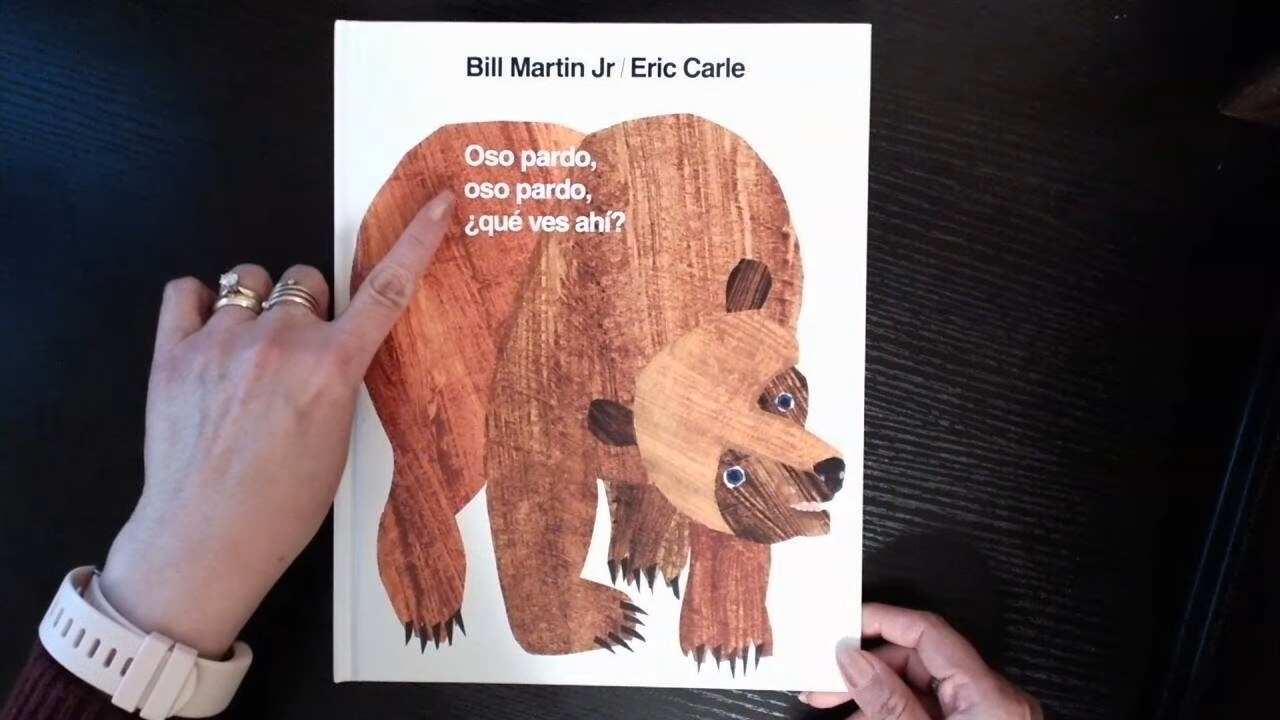 Bill Martin Jr / Eric Carle
Oso pardo,
oso pardo,
¿qué ves ahí?